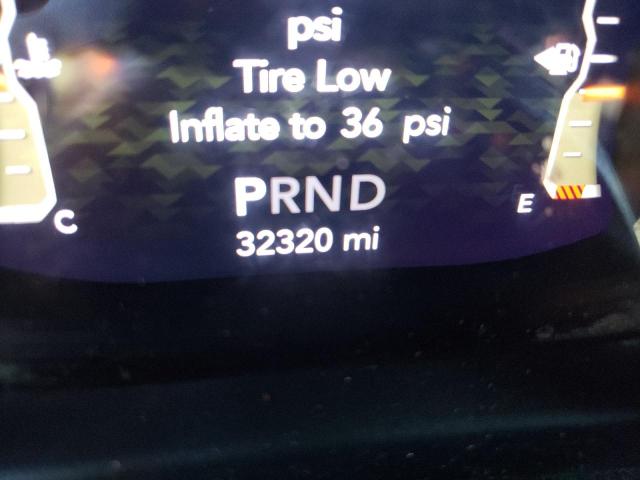 psi
Tire Low
Inflate to 36 psi
PRND
32320 mi
C
E